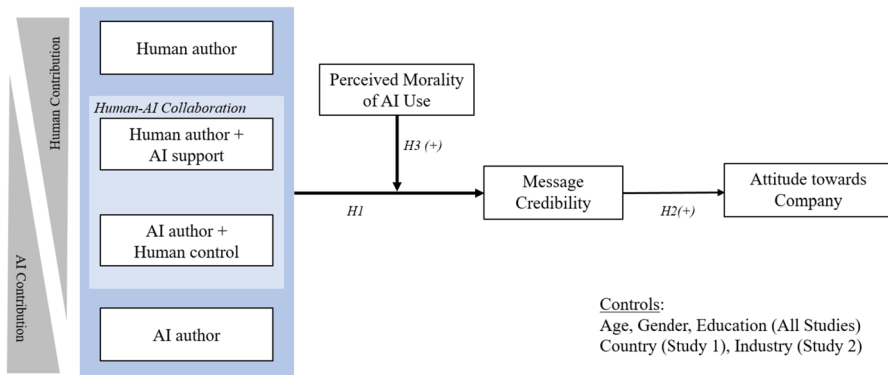 Human Contribution
AI Contribution
Human author
Human-AI Collaboration
Human author +
AI support
AI author +
Human control
AI author
Perceived Morality
of AI Use
H3 (+)
H1
Message
Credibility
H2(+)
Attitude towards
Company
Controls:
Age, Gender, Education (All Studies)
Country (Study 1), Industry (Study 2)